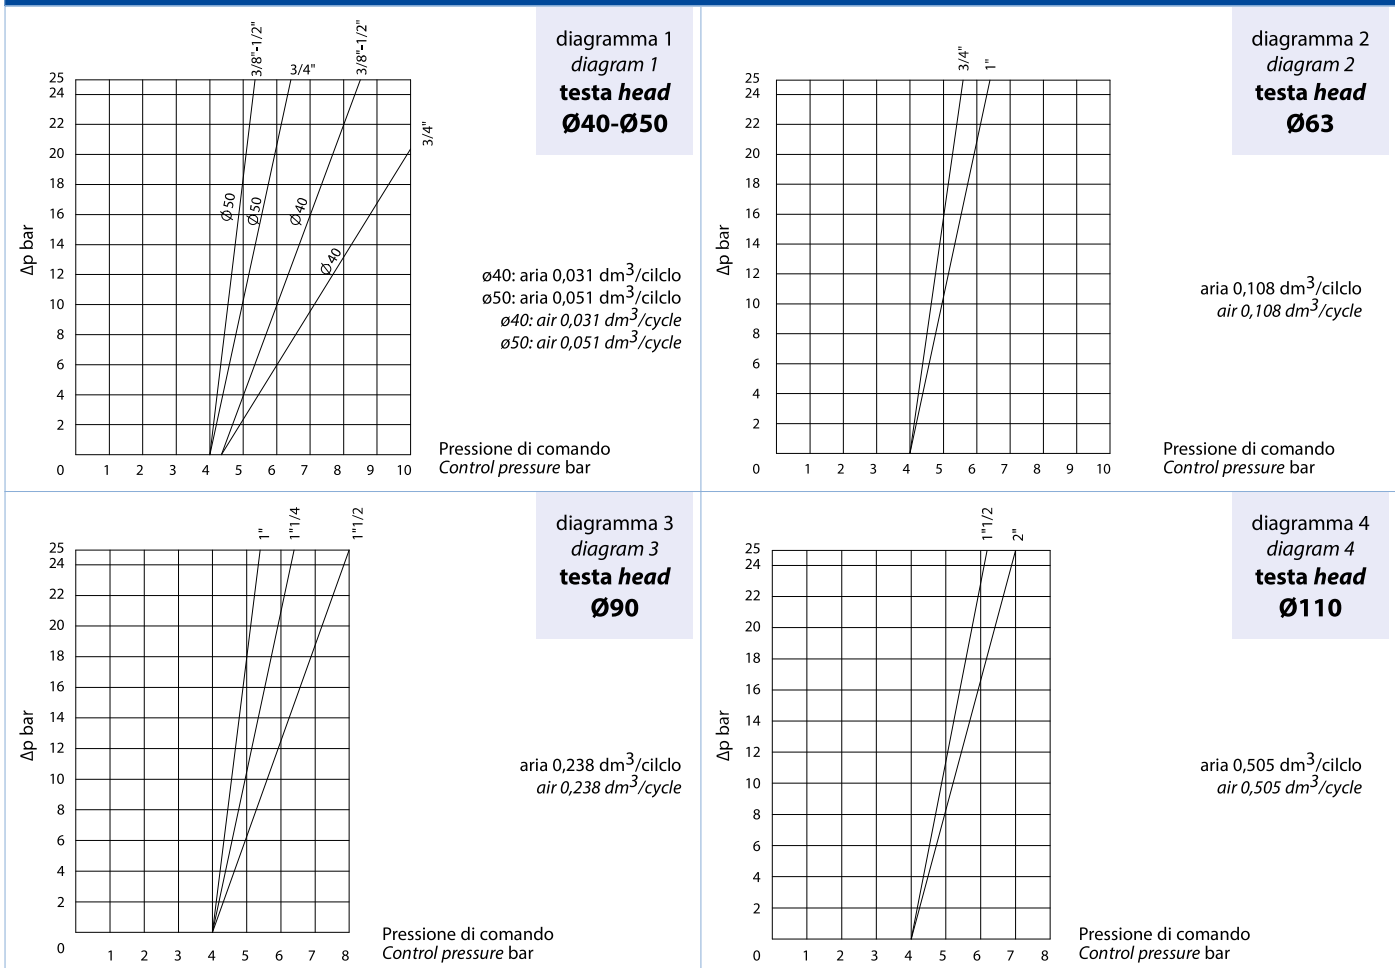 3/8"-1/2"
3/4"
3/8"-1/2"
3/4"
25
24
22
20
18
16
14
12
10
8
6
4
2
0
1
2
3
4
5
6
7
8
9
10
Δp bar
Ø50
Ø50
Ø40
Ø40
diagramma 1
diagram 1
testa head
Ø40-Ø50
ø40: aria 0,031 dm3/cilclo
ø50: aria 0,051 dm3/cilclo
ø40: air 0,031 dm3/cycle
ø50: air 0,051 dm3/cycle
Pressione di comando
Control pressure bar
3/4"
1"
25
24
22
20
18
16
14
12
10
8
6
4
2
0
1
2
3
4
5
6
7
8
9
10
Δp bar
diagramma 2
diagram 2
testa head
Ø63
aria 0,108 dm3/cilclo
air 0,108 dm3/cycle
Pressione di comando
Control pressure bar
1"
1"1/4
1"1/2
25
24
22
20
18
16
14
12
10
8
6
4
2
0
1
2
3
4
5
6
7
8
Δp bar
diagramma 3
diagram 3
testa head
Ø90
aria 0,238 dm3/cilclo
air 0,238 dm3/cycle
Pressione di comando
Control pressure bar
1"1/2
2"
25
24
22
20
18
16
14
12
10
8
6
4
2
0
1
2
3
4
5
6
7
8
Δp bar
diagramma 4
diagram 4
testa head
Ø110
aria 0,505 dm3/cilclo
air 0,505 dm3/cycle
Pressione di comando
Control pressure bar